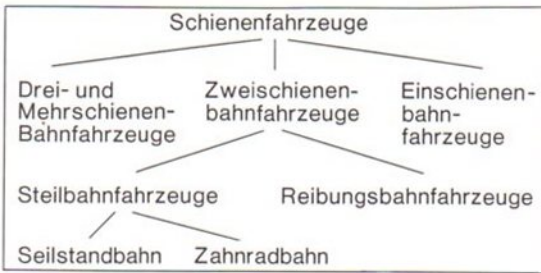 Schienenfahrzeuge
Drei- und
Mehrschienen-
Bahnfahrzeuge
Zweischienen-
bahnfahrzeuge
Einschienen-
bahn-
fahrzeuge
Steilbahnfahrzeuge
Reibungsbahnfahrzeuge
Seilstandbahn
Zahnradbahn